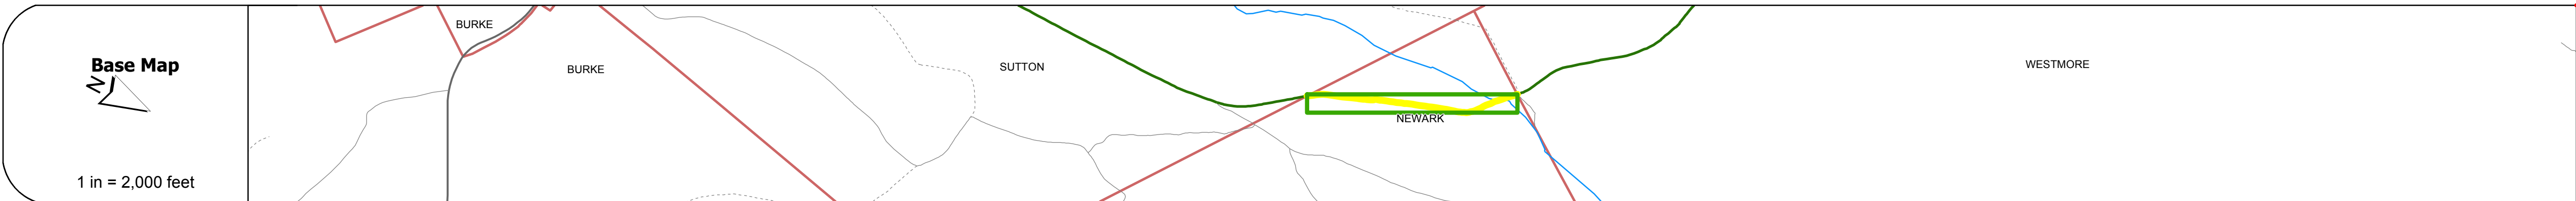 Base Map
N
1 in = 2,000 feet
BURKE
BURKE
SUTTON
NEWARK
WESTMORE